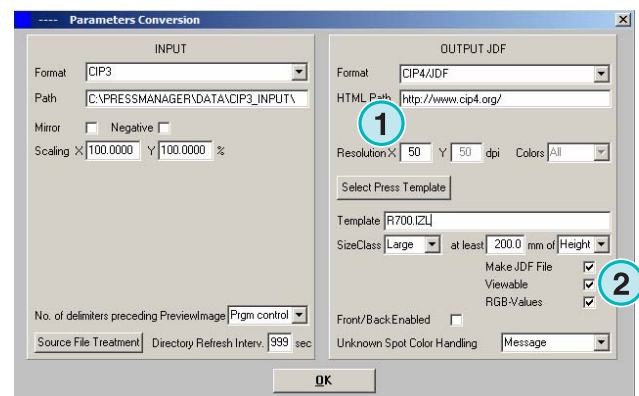 ---- Parameters Conversion
INPUT
Format CIP3
Path C:\PRESSMANAGER\DATA\CIP3_INPUT\
Mirror Negative
Scaling X 100.0000 Y 100.0000 %
No. of delimiters preceding PreviewImage Prgm control
Source File Treatment Directory Refresh Interv. 999 sec
OUTPUT JDF
Format CIP4/JDF
HTML Path http://www.cip4.org/
1
Resolution X 50 Y 50 dpi Colors All
Select Press Template
Template R700.IZL
SizeClass Large at least 200.0 mm of Height
Make JDF File
Viewable
2
RGB-Values
Front/Back Enabled
Unknown Spot Color Handling Message
OK